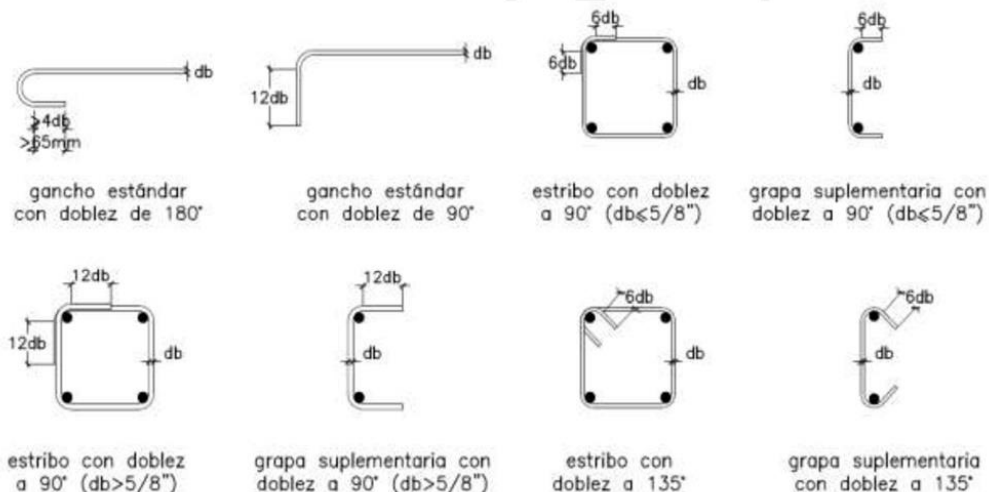 6db
db
12db
6db
db
6db
db
≥4db
>65mm
gancho estándar
con doblez de 180°
gancho estándar
con doblez de 90°
estribo con doblez
a 90° (db≤5/8")
grapa suplementaria con
doblez a 90° (db≤5/8")
12db
12db
db
12db
db
6db
db
6db
db
estribo con doblez
a 90° (db>5/8")
grapa suplementaria con
doblez a 90° (db>5/8")
estribo con
doblez a 135°
grapa suplementaria
con doblez a 135°